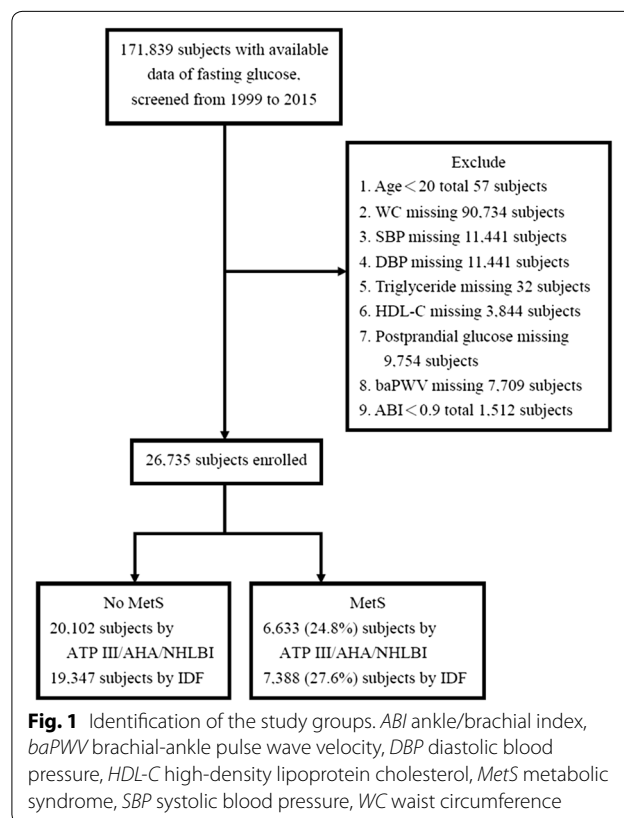 171,839 subjects with available
data of fasting glucose,
screened from 1999 to 2015
Exclude
1. Age < 20 total 57 subjects
2. WC missing 90,734 subjects
3. SBP missing 11,441 subjects
4. DBP missing 11,441 subjects
5. Triglyceride missing 32 subjects
6. HDL-C missing 3,844 subjects
7. Postprandial glucose missing
9,754 subjects
8. baPWV missing 7,709 subjects
9. ABI < 0.9 total 1,512 subjects
26,735 subjects enrolled
No MetS
20,102 subjects by
ATP III/AHA/NHLBI
19,347 subjects by IDF
MetS
6,633 (24.8%) subjects by
ATP III/AHA/NHLBI
7,388 (27.6%) subjects by IDF
Fig. 1 Identification of the study groups. ABI ankle/brachial index,
baPWV brachial-ankle pulse wave velocity, DBP diastolic blood
pressure, HDL-C high-density lipoprotein cholesterol, MetS metabolic
syndrome, SBP systolic blood pressure, WC waist circumference